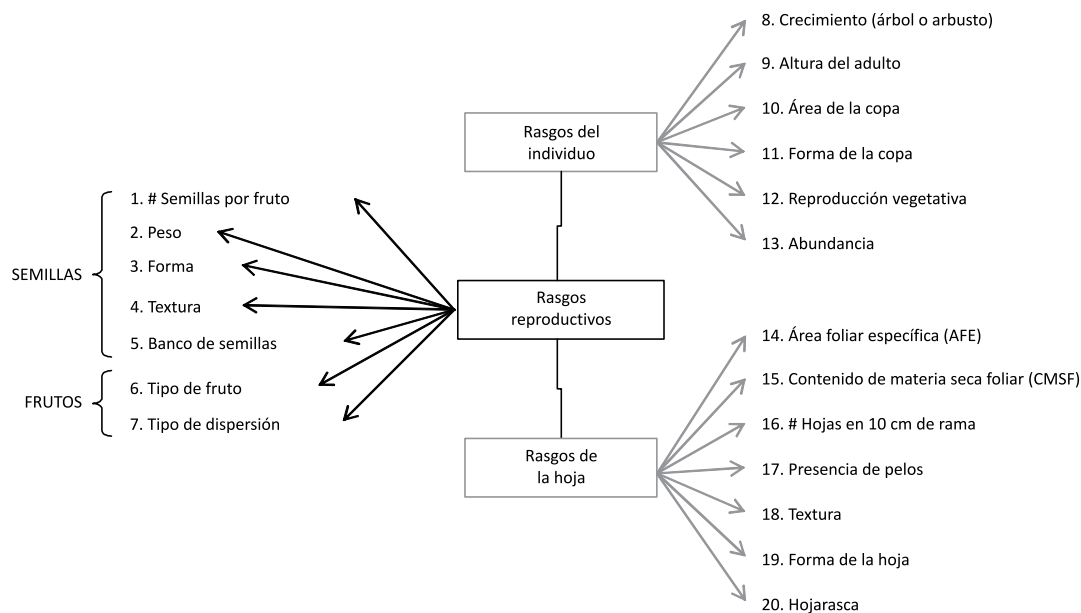 8. Crecimiento (árbol o arbusto)
9. Altura del adulto
10. Área de la copa
11. Forma de la copa
12. Reproducción vegetativa
13. Abundancia
Rasgos del
individuo
SEMILLAS
1. # Semillas por fruto
2. Peso
3. Forma
4. Textura
5. Banco de semillas
FRUTOS
6. Tipo de fruto
7. Tipo de dispersión
Rasgos
reproductivos
Rasgos de
la hoja
14. Área foliar específica (AFE)
15. Contenido de materia seca foliar (CMSF)
16. # Hojas en 10 cm de rama
17. Presencia de pelos
18. Textura
19. Forma de la hoja
20. Hojarasca